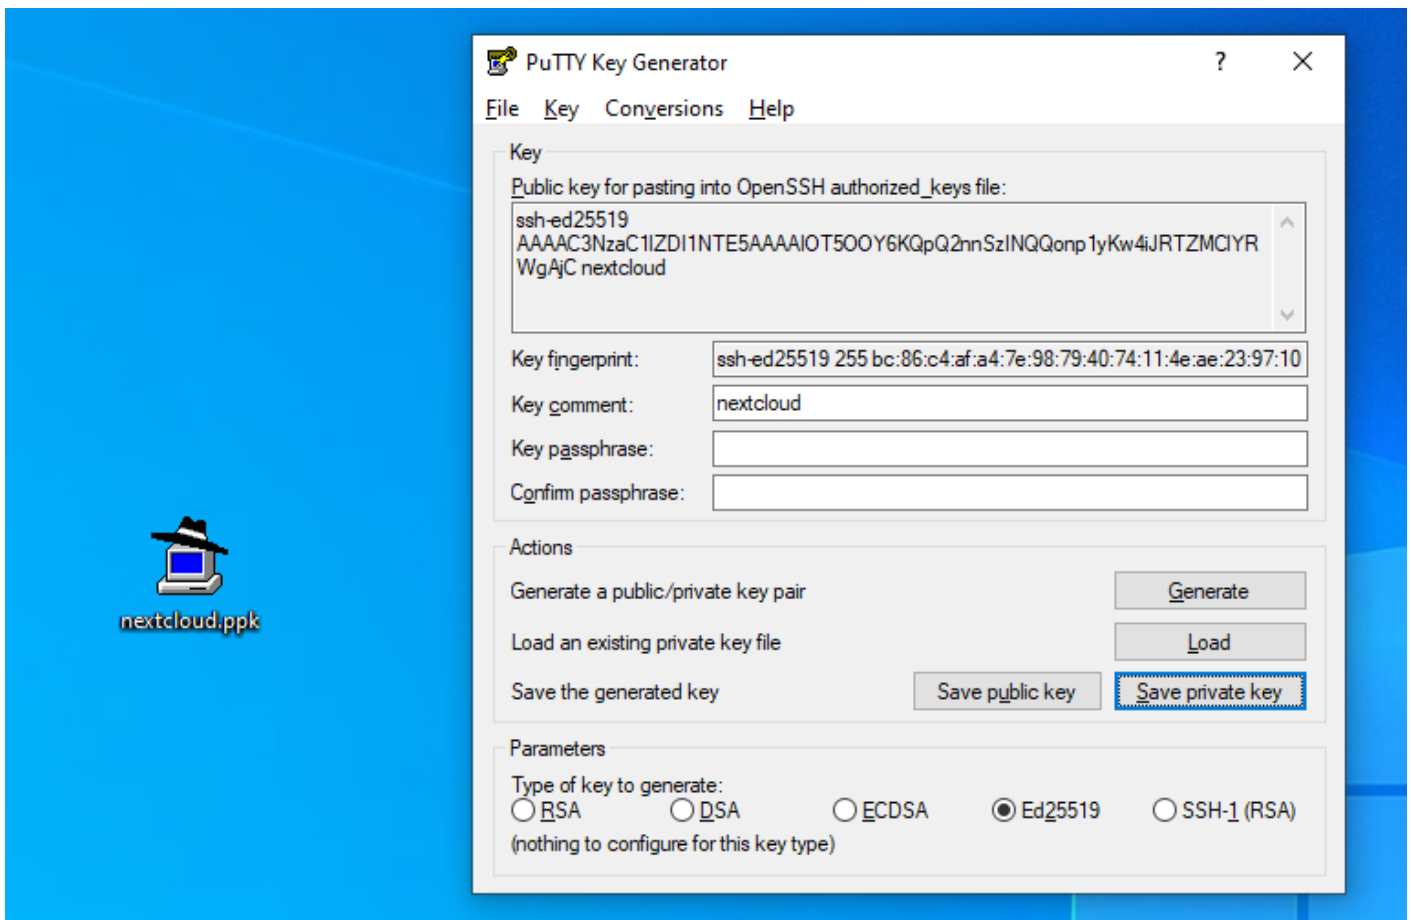 PuTTY Key Generator
?
File Key Conversions Help
Key
Public key for pasting into OpenSSH authorized_keys file:
ssh-ed25519
AAAAC3NzaC1lZDI1NTE5AAAAIOT5OOY6KQpQ2nnSzINQQonp1yKw4iJRTZMCIYR
WgAjC nextcloud
Key fingerprint: ssh-ed25519 255 bc:86:c4:af:a4:7e:98:79:40:74:11:4e:ae:23:97:10
Key comment: nextcloud
Key passphrase:
Confirm passphrase:
nextcloud.ppk
Actions
Generate a public/private key pair Generate
Load an existing private key file Load
Save the generated key Save public key Save private key
Parameters
Type of key to generate:
RSA DSA ECDSA Ed25519 SSH-1 (RSA)
(nothing to configure for this key type)